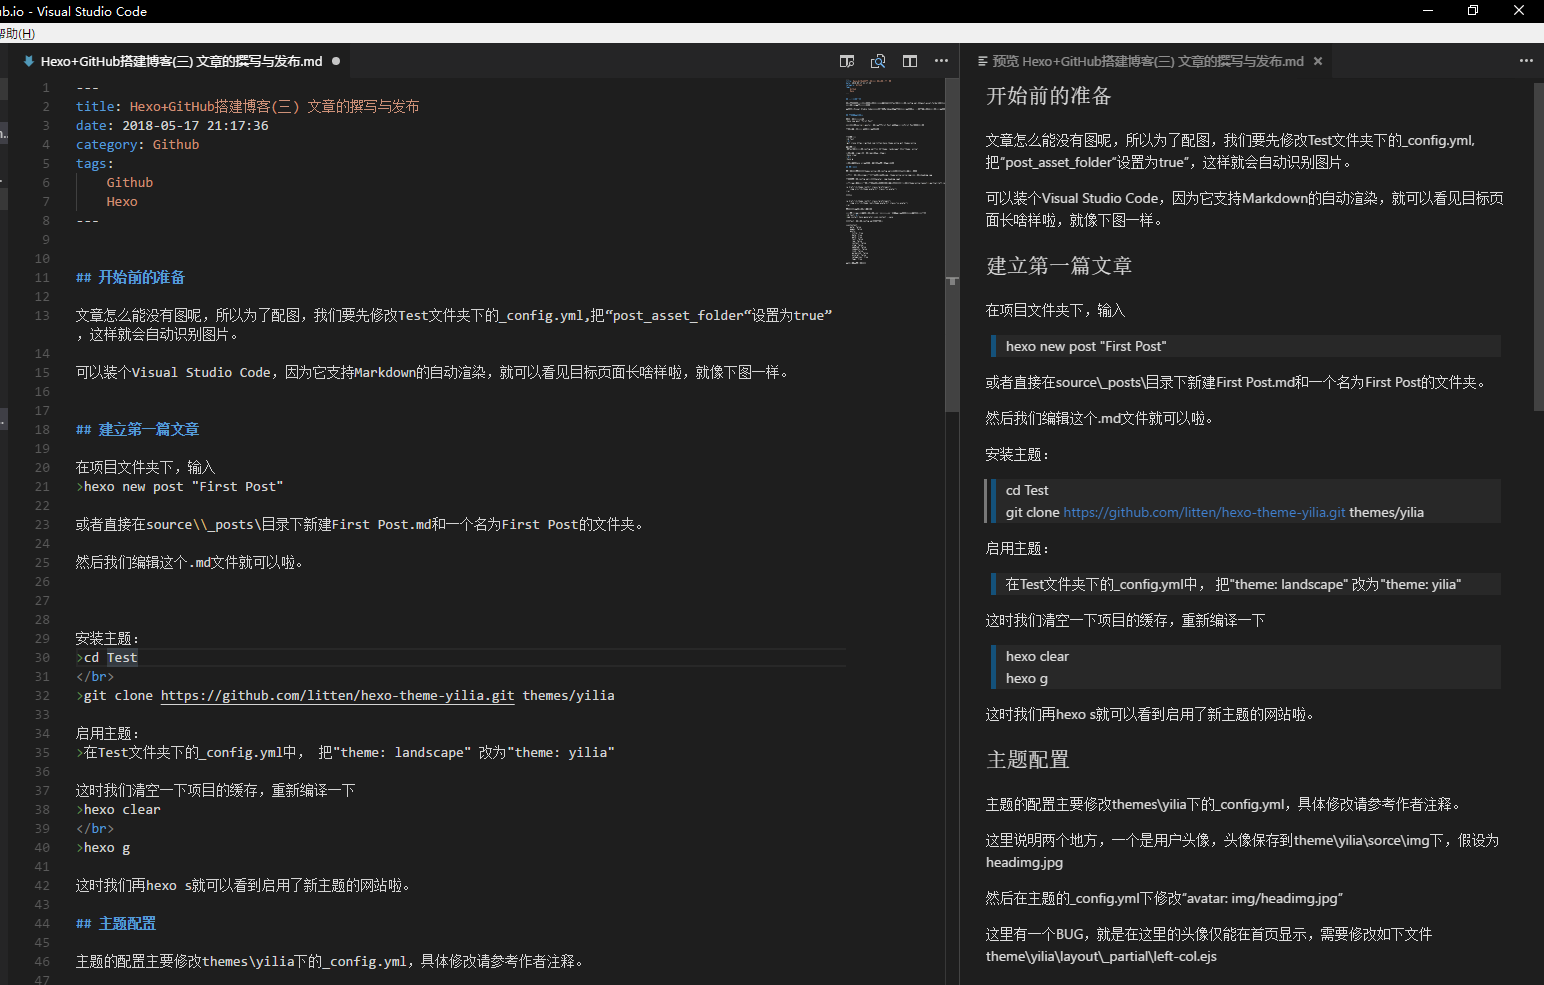 b.io - Visual Studio Code
帮助(H)
Hexo+GitHub搭建博客(三) 文章的撰写与发布.md
1 ---
2 title: Hexo+GitHub搭建博客(三) 文章的撰写与发布
3 date: 2018-05-17 21:17:36
4 category: Github
5 tags:
6 Github
7 Hexo
8 ---
9
10
11 ## 开始前的准备
12
13 文章怎么能没有图呢，所以为了配图，我们要先修改Test文件夹下的_config.yml,把“post_asset_folder“设置为true”
，这样就会自动识别图片。
14
15 可以装个Visual Studio Code，因为它支持Markdown的自动渲染，就可以看见目标页面长啥样啦，就像下图一样。
16
17
18 ## 建立第一篇文章
19
20 在项目文件夹下，输入
21 >hexo new post "First Post"
22
23 或者直接在source\\_posts\目录下新建First Post.md和一个名为First Post的文件夹。
24
25 然后我们编辑这个.md文件就可以啦。
26
27
28
29 安装主题：
30 >cd Test
31 </br>
32 >git clone https://github.com/litten/hexo-theme-yilia.git themes/yilia
33
34 启用主题：
35 >在Test文件夹下的_config.yml中， 把"theme: landscape" 改为"theme: yilia"
36
37 这时我们清空一下项目的缓存，重新编译一下
38 >hexo clear
39 </br>
40 >hexo g
41
42 这时我们再hexo s就可以看到启用了新主题的网站啦。
43
44 ## 主题配置
45
46 主题的配置主要修改themes\yilia下的_config.yml，具体修改请参考作者注释。
47
预览 Hexo+GitHub搭建博客(三) 文章的撰写与发布.md
开始前的准备
文章怎么能没有图呢，所以为了配图，我们要先修改Test文件夹下的_config.yml,
把“post_asset_folder“设置为true”，这样就会自动识别图片。
可以装个Visual Studio Code，因为它支持Markdown的自动渲染，就可以看见目标页
面长啥样啦，就像下图一样。
建立第一篇文章
在项目文件夹下，输入
hexo new post "First Post"
或者直接在source\_posts\目录下新建First Post.md和一个名为First Post的文件夹。
然后我们编辑这个.md文件就可以啦。
安装主题：
cd Test
git clone https://github.com/litten/hexo-theme-yilia.git themes/yilia
启用主题：
在Test文件夹下的_config.yml中， 把"theme: landscape" 改为"theme: yilia"
这时我们清空一下项目的缓存，重新编译一下
hexo clear
hexo g
这时我们再hexo s就可以看到启用了新主题的网站啦。
主题配置
主题的配置主要修改themes\yilia下的_config.yml，具体修改请参考作者注释。
这里说明两个地方，一个是用户头像，头像保存到theme\yilia\sorce\img下，假设为
headimg.jpg
然后在主题的_config.yml下修改“avatar: img/headimg.jpg”
这里有一个BUG，就是在这里的头像仅能在首页显示，需要修改如下文件
theme\yilia\layout\_partial\left-col.ejs